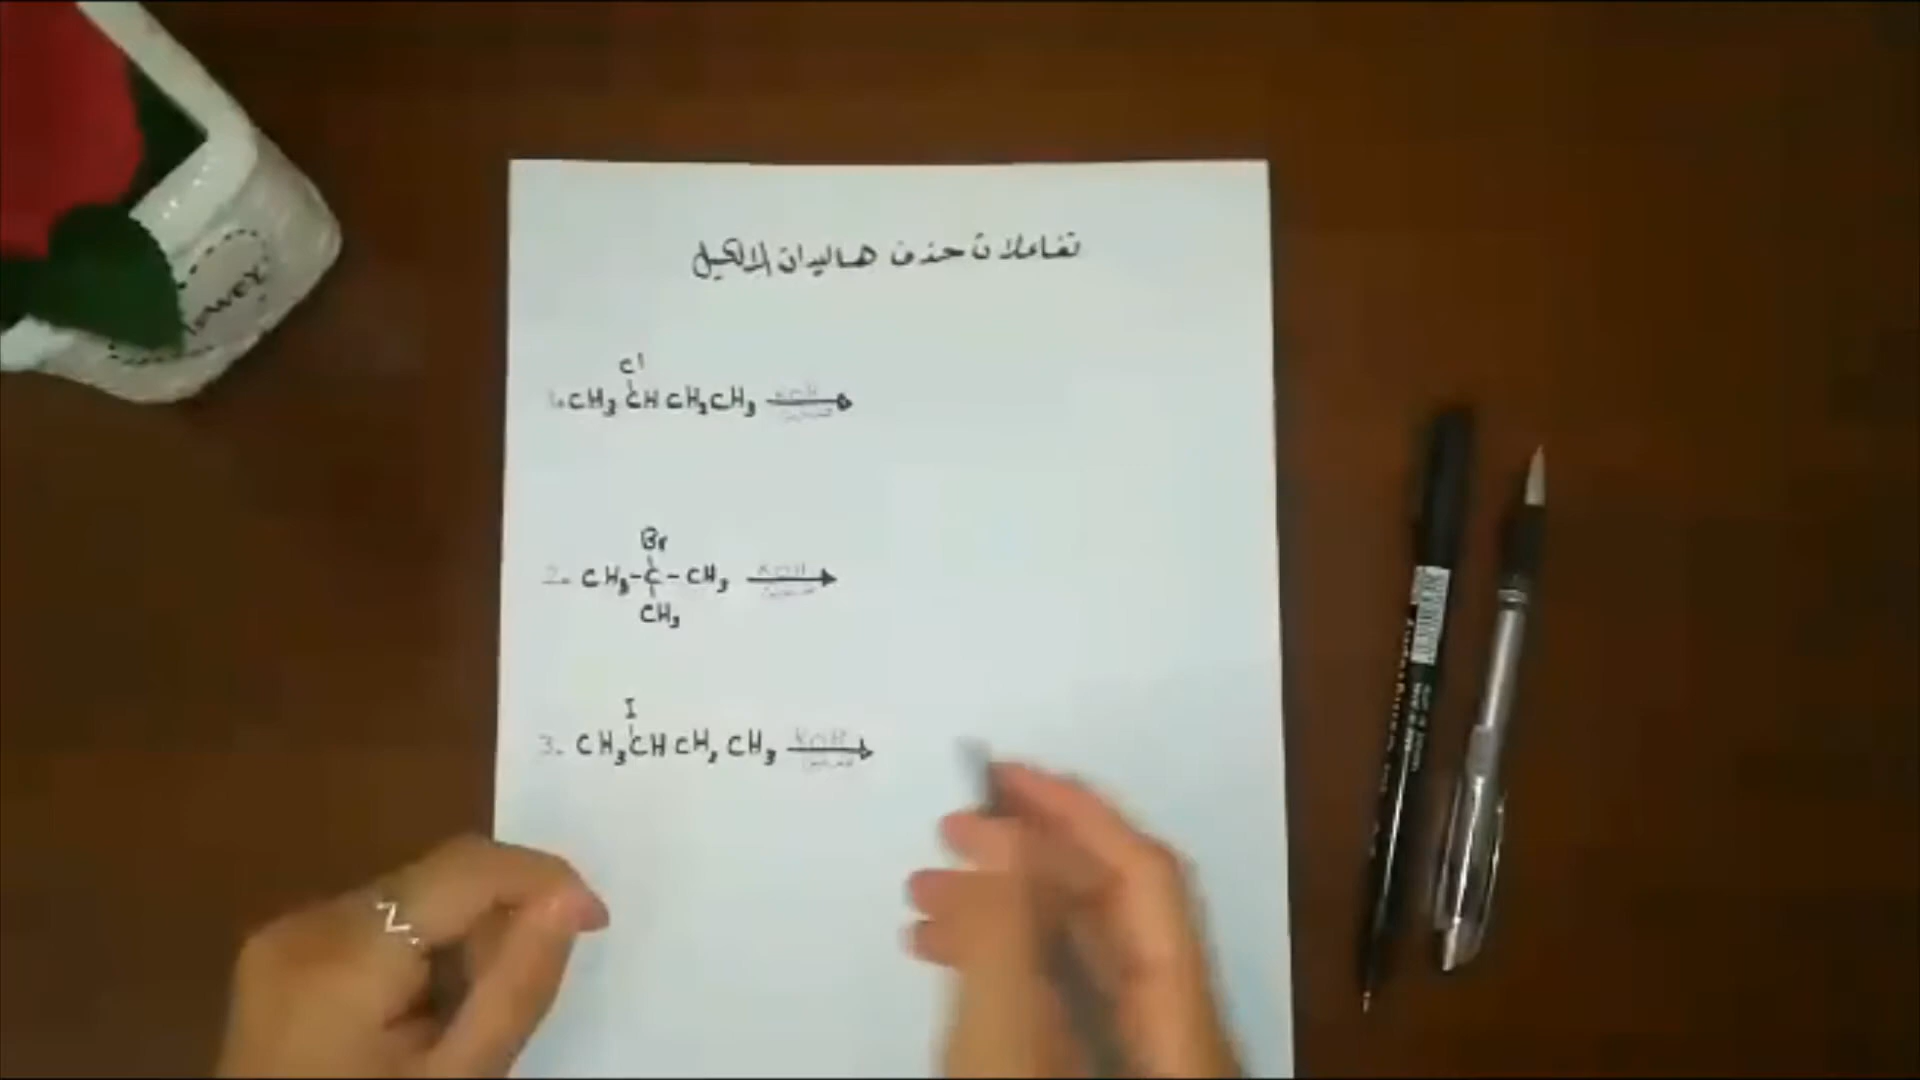 تفاعلات حذف هاليدات الالكيل
Cl
1. CH₃ CH CH₂CH₃ KOH
Br
2. CH₃-C-CH₃ KOH
CH₃
I
3. CH₃CH CH₂ CH₃ KOH